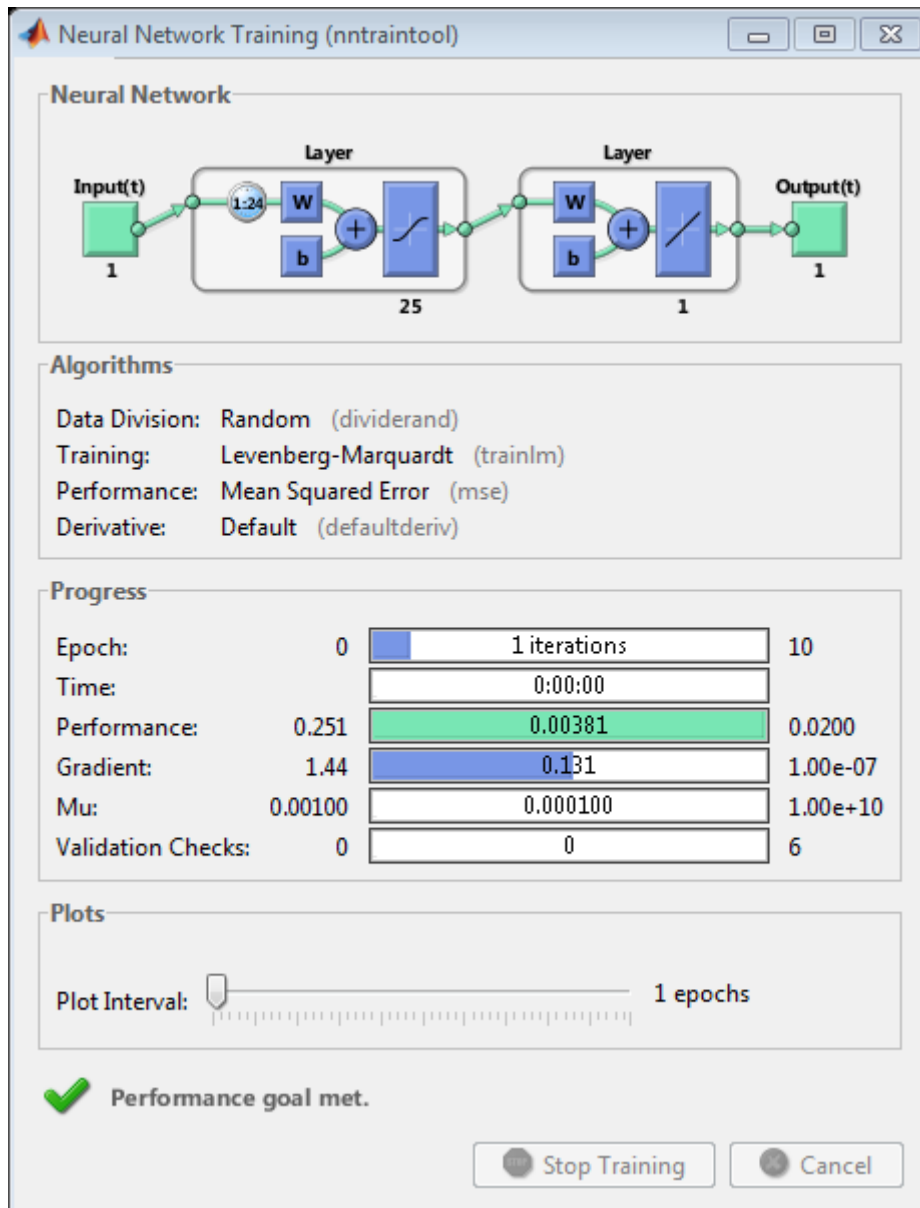 Neural Network Training (nntraintool)
Neural Network
Layer Layer
Input(t) 1:24 W b + W b + Output(t)
1 25 1 1
Algorithms
Data Division: Random (dividerand)
Training: Levenberg-Marquardt (trainlm)
Performance: Mean Squared Error (mse)
Derivative: Default (defaultderiv)
Progress
Epoch: 0 1 iterations 10
Time: 0:00:00
Performance: 0.251 0.00381 0.0200
Gradient: 1.44 0.131 1.00e-07
Mu: 0.00100 0.000100 1.00e+10
Validation Checks: 0 0 6
Plots
Plot Interval: 1 epochs
Performance goal met.
Stop Training Cancel